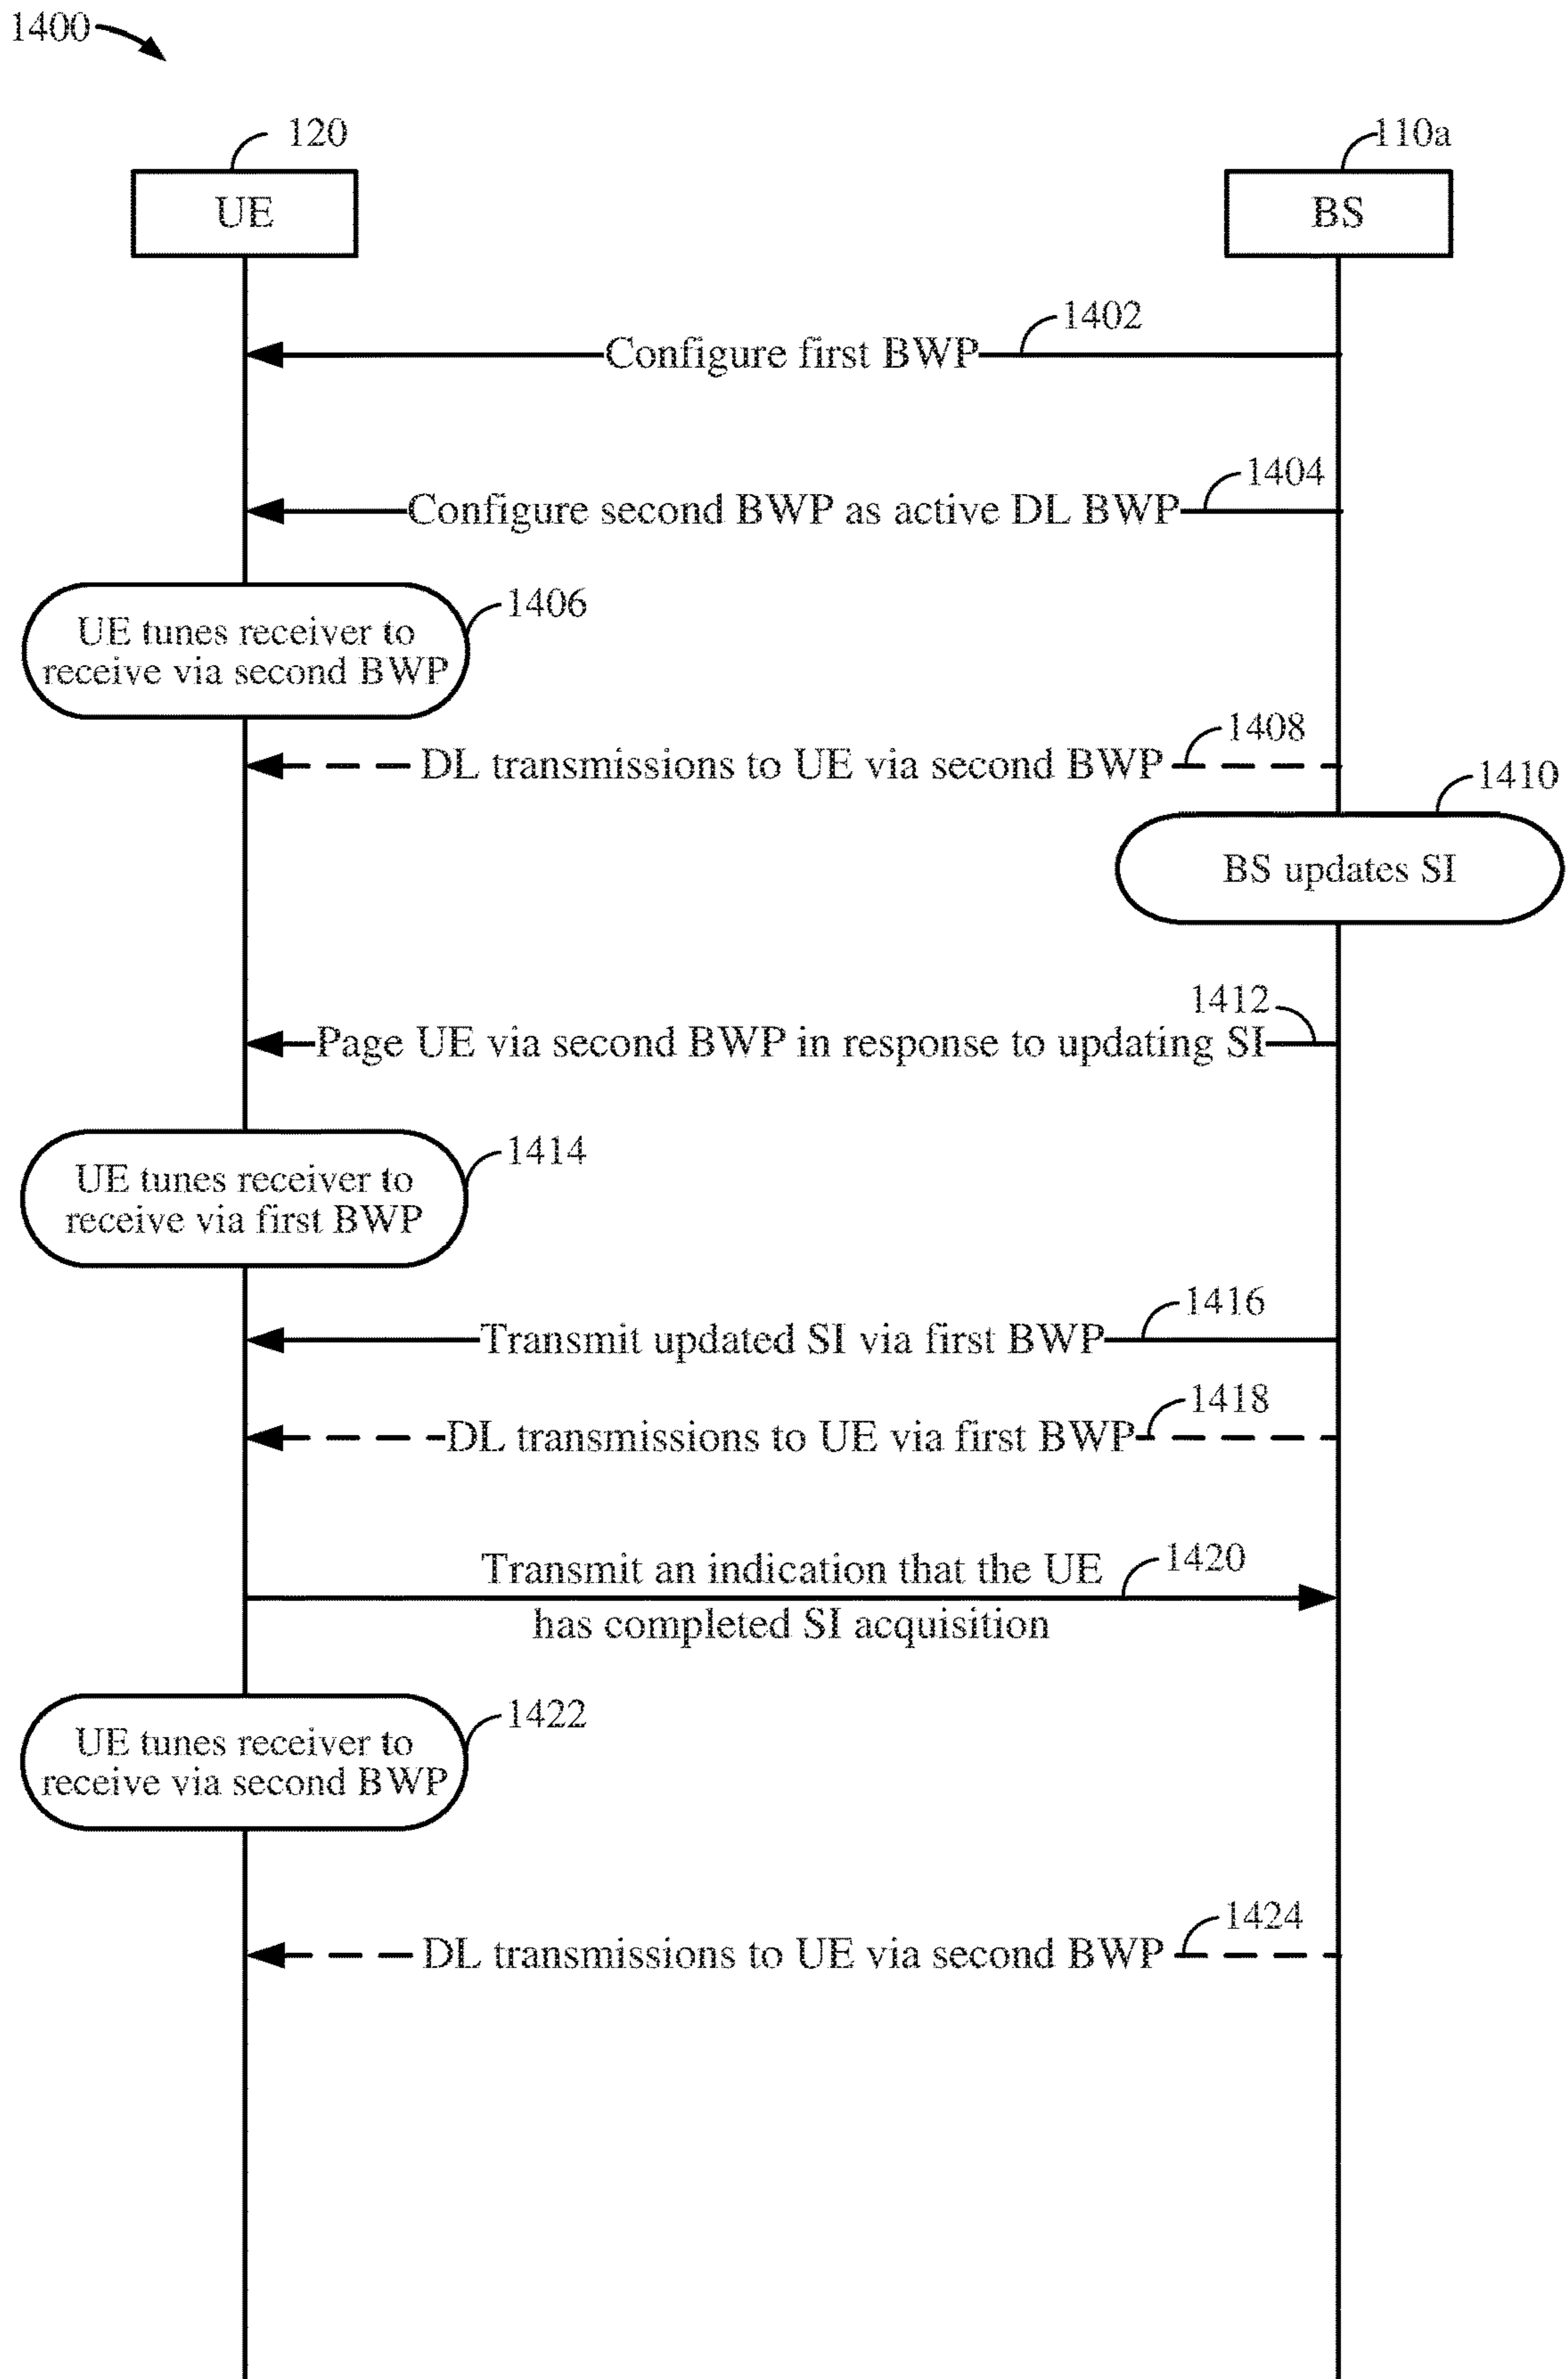 1400
120
110a
UE
BS
1402
Configure first BWP
1404
Configure second BWP as active DL BWP
1406
UE tunes receiver to
receive via second BWP
1408
DL transmissions to UE via second BWP
1410
BS updates SI
1412
Page UE via second BWP in response to updating SI
1414
UE tunes receiver to
receive via first BWP
1416
Transmit updated SI via first BWP
1418
DL transmissions to UE via first BWP
1420
Transmit an indication that the UE
has completed SI acquisition
1422
UE tunes receiver to
receive via second BWP
1424
DL transmissions to UE via second BWP